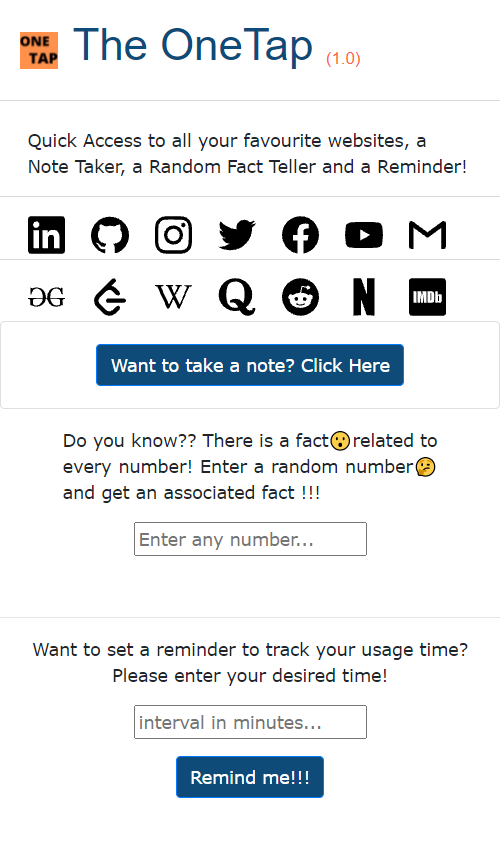 ONE
TAP
The OneTap (1.0)
Quick Access to all your favourite websites, a
Note Taker, a Random Fact Teller and a Reminder!
in
W Q N IMDb
Want to take a note? Click Here
Do you know?? There is a fact😮related to
every number! Enter a random number🤔
and get an associated fact !!!
Enter any number...
Want to set a reminder to track your usage time?
Please enter your desired time!
interval in minutes...
Remind me!!!